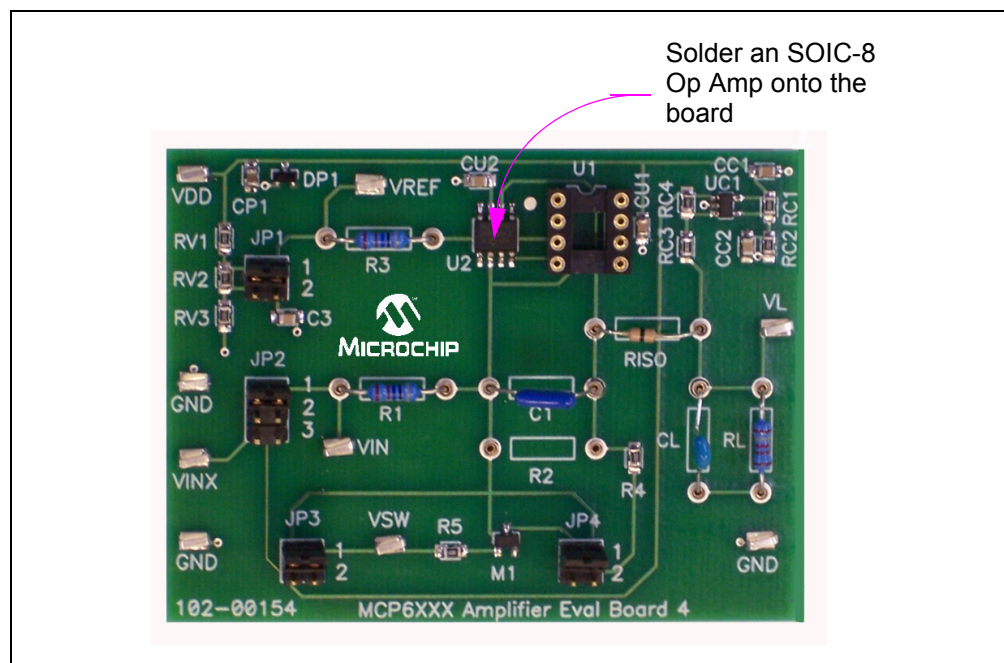 Solder an SOIC-8
Op Amp onto the
board
VDD
CP1
DP1
VREF
CU2
U1
CU1
RC4
CC1
UC1
RC1
RV1
JP1
1
2
R3
U2
RC3
CC2
RC2
RV2
RV3
C3
MICROCHIP
VL
RISO
JP2
GND
1
2
3
R1
C1
VIN
VINX
R2
CL
RL
R4
JP3
VSW
R5
JP4
1
2
M1
1
2
GND
GND
102-00154
MCP6XXX Amplifier Eval Board 4